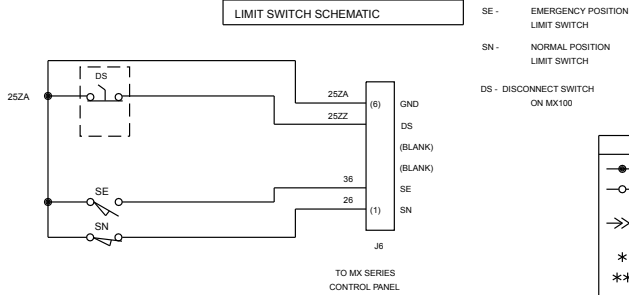 LIMIT SWITCH SCHEMATIC
SE - EMERGENCY POSITION
LIMIT SWITCH
SN - NORMAL POSITION
LIMIT SWITCH
DS - DISCONNECT SWITCH
ON MX100
DS
25ZA
25ZA
(6) GND
25ZZ
DS
(BLANK)
(BLANK)
36
SE
SE
26
(1) SN
SN
J6
TO MX SERIES
CONTROL PANEL
*
**